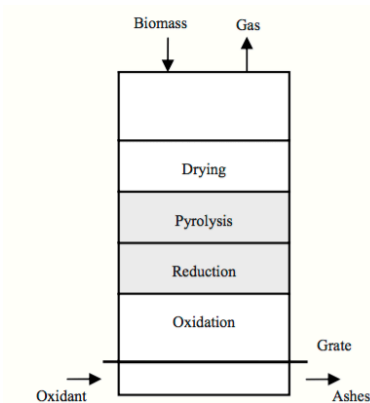 Biomass
Gas
Drying
Pyrolysis
Reduction
Oxidation
Grate
Oxidant
Ashes